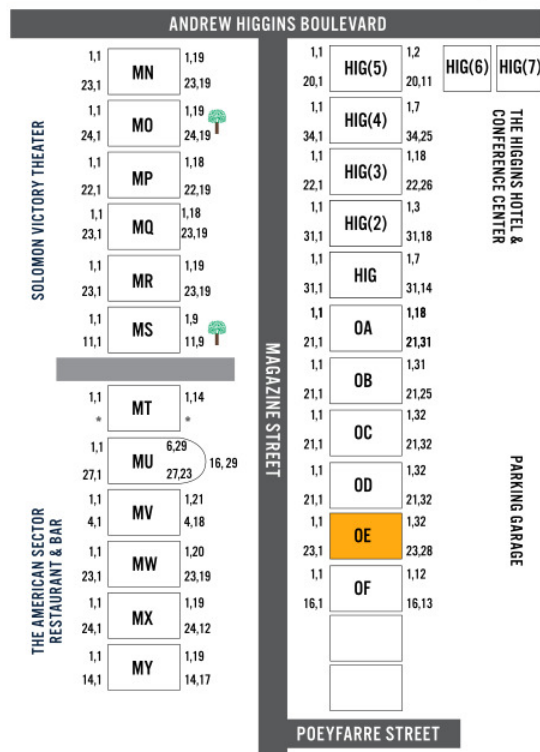 ANDREW HIGGINS BOULEVARD
SOLOMON VICTORY THEATER
1,1 MN 1,19
23,1 23,19
1,1 MO 1,19
24,1 24,19
1,1 MP 1,18
22,1 22,19
1,1 MQ 1,18
23,1 23,19
1,1 MR 1,19
23,1 23,19
1,1 MS 1,9
11,1 11,9
THE AMERICAN SECTOR
RESTAURANT & BAR
1,1 MT 1,14
* *
1,1 MU 6,29
16,29
27,1 27,23
1,1 MV 1,21
4,1 4,18
1,1 MW 1,20
23,1 23,19
1,1 MX 1,19
24,1 24,12
1,1 MY 1,19
14,1 14,17
MAGAZINE STREET
1,1 HIG(5) 1,2
20,1 20,11
HIG(6) HIG(7)
1,1 HIG(4) 1,7
34,1 34,25
1,1 HIG(3) 1,18
22,1 22,26
1,1 HIG(2) 1,3
31,1 31,18
1,1 HIG 1,7
31,1 31,14
1,1 OA 1,18
21,1 21,31
1,1 OB 1,31
21,1 21,25
1,1 OC 1,32
21,1 21,32
1,1 OD 1,32
21,1 21,32
1,1 OE 1,32
23,1 23,28
1,1 OF 1,12
16,1 16,13
THE HIGGINS HOTEL &
CONFERENCE CENTER
PARKING GARAGE
POEYFARRE STREET